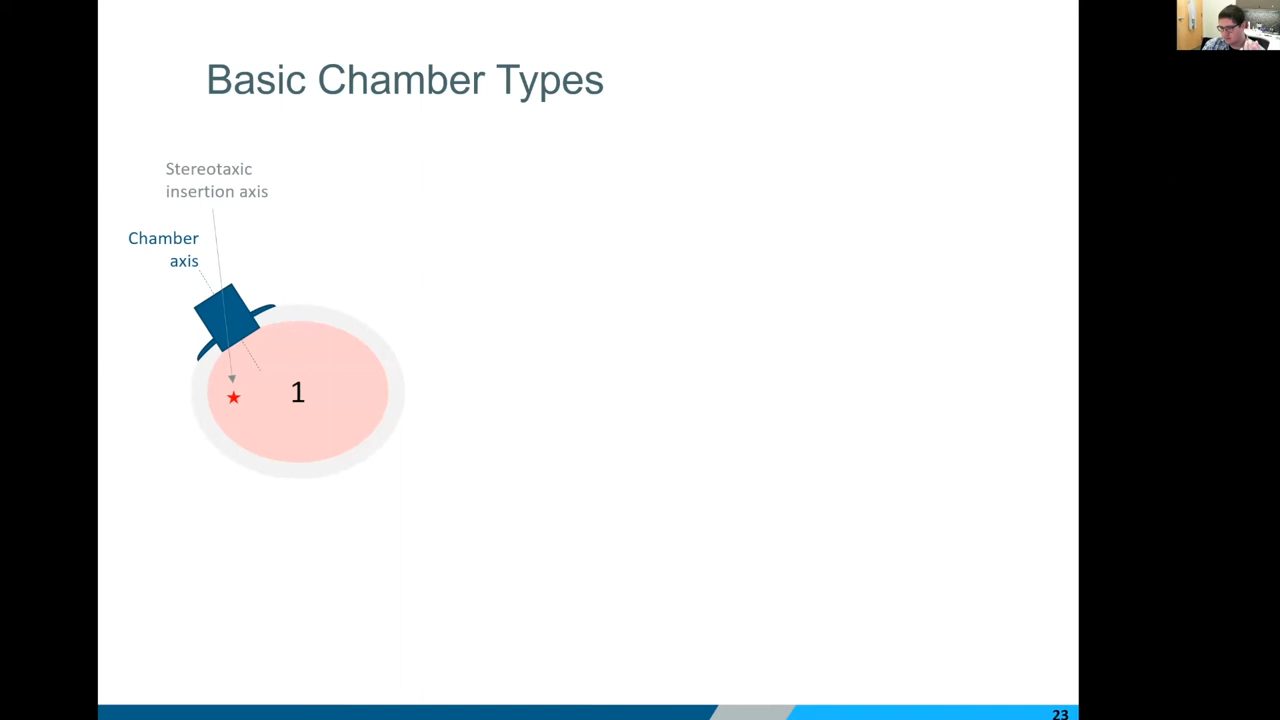 Basic Chamber Types
Stereotaxic
insertion axis
Chamber
axis
1
23